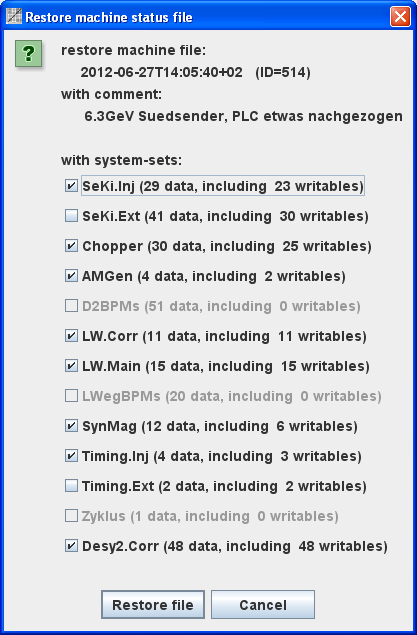 Restore machine status file
restore machine file:
2012-06-27T14:05:40+02 (ID=514)
with comment:
6.3GeV Suedsender, PLC etwas nachgezogen
with system-sets:
SeKi.Inj (29 data, including 23 writables)
SeKi.Ext (41 data, including 30 writables)
Chopper (30 data, including 25 writables)
AMGen (4 data, including 2 writables)
D2BPMs (51 data, including 0 writables)
LW.Corr (11 data, including 11 writables)
LW.Main (15 data, including 15 writables)
LWegBPMs (20 data, including 0 writables)
SynMag (12 data, including 6 writables)
Timing.Inj (4 data, including 3 writables)
Timing.Ext (2 data, including 2 writables)
Zyklus (1 data, including 0 writables)
Desy2.Corr (48 data, including 48 writables)
Restore file Cancel